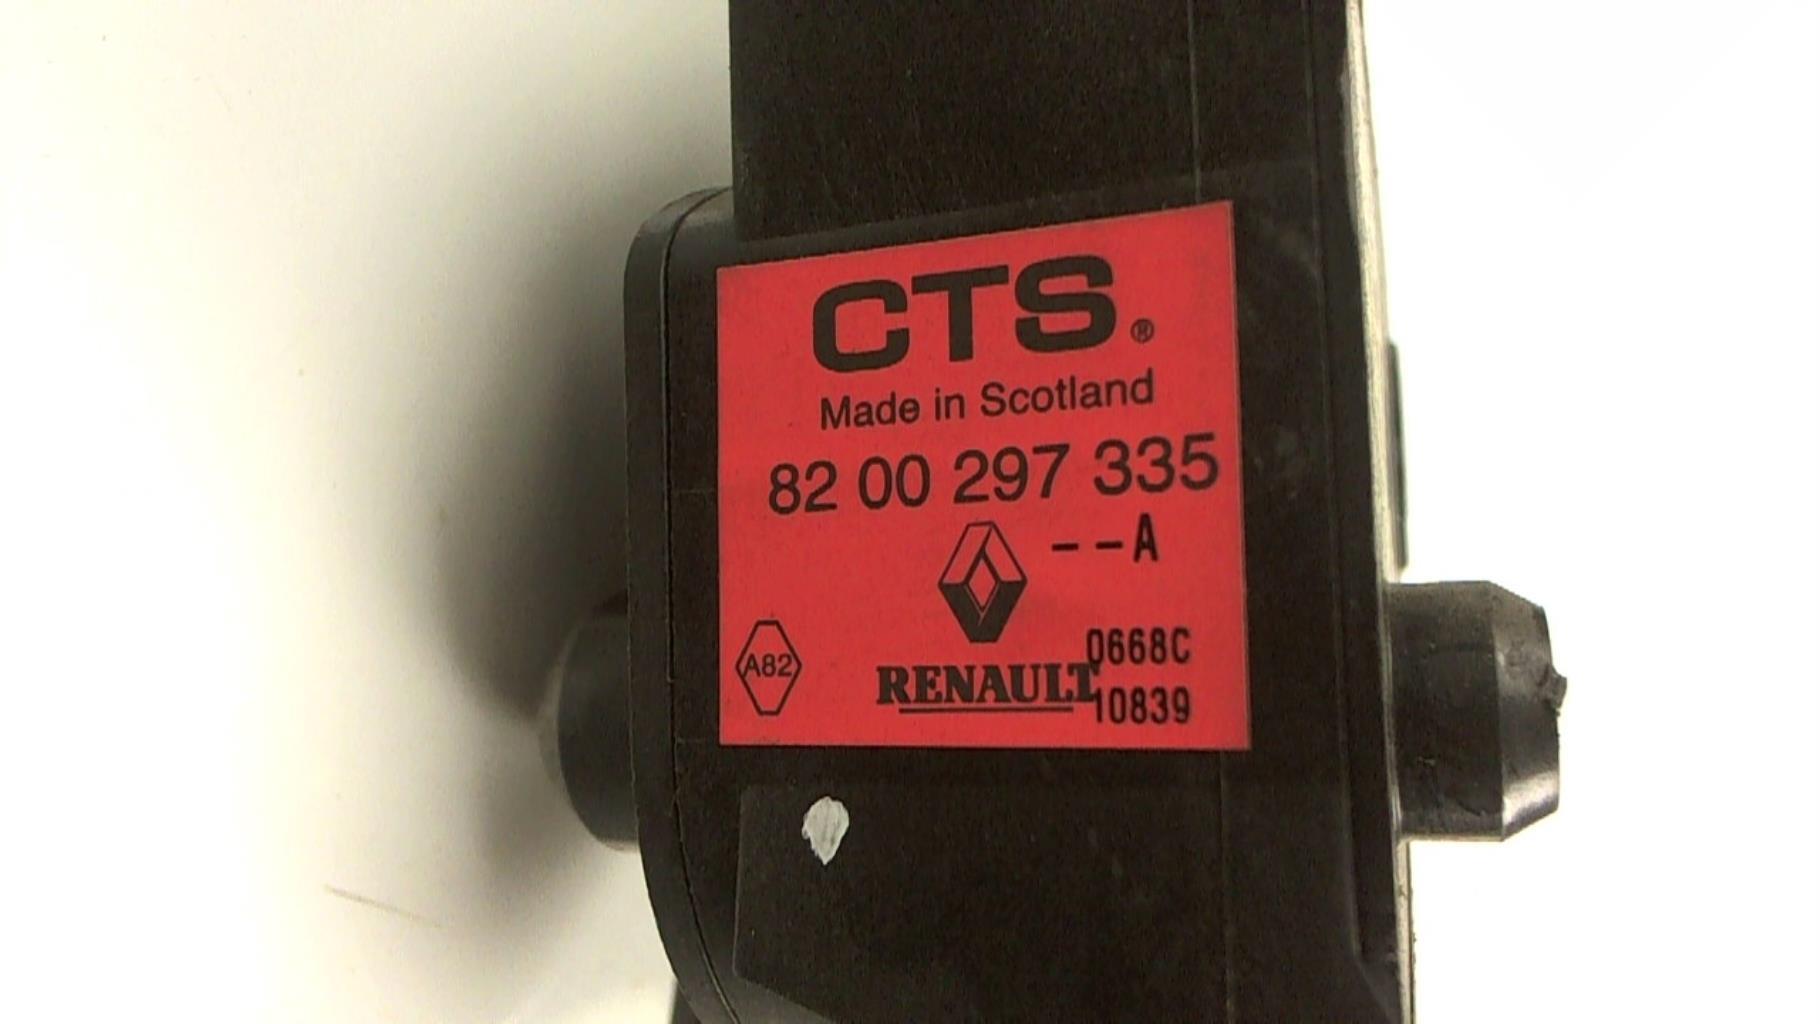 CTS®
Made in Scotland
82 00 297 335
--A
A82
RENAULT
0668C
10839